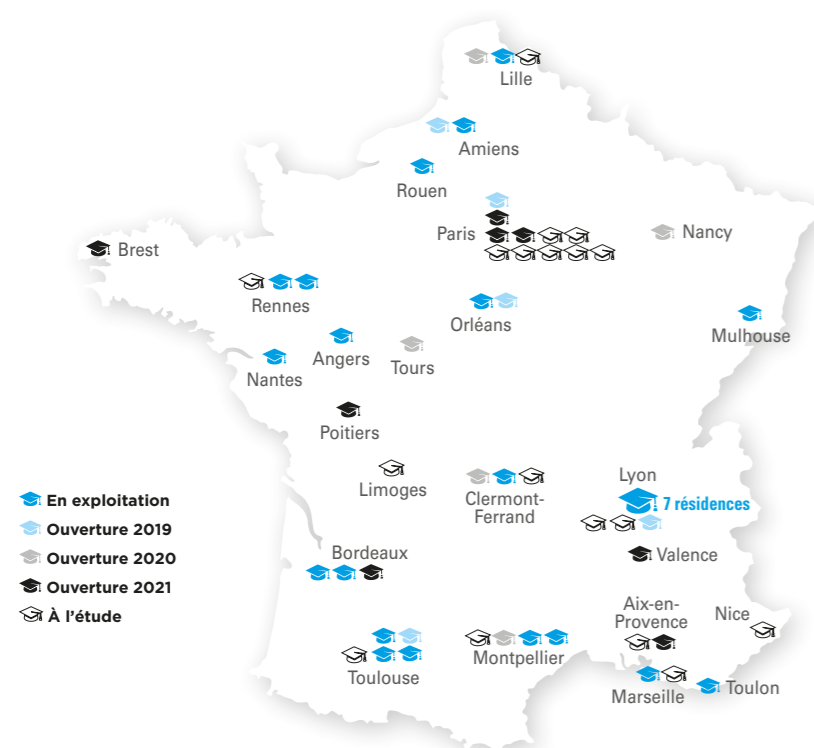 Lille
Amiens
Rouen
Paris
Nancy
Brest
Rennes
Orléans
Mulhouse
Angers
Tours
Nantes
Poitiers
Limoges
Clermont-
Ferrand
Lyon
7 résidences
En exploitation
Ouverture 2019
Ouverture 2020
Ouverture 2021
À l'étude
Bordeaux
Valence
Aix-en-
Provence
Nice
Toulouse
Montpellier
Marseille
Toulon